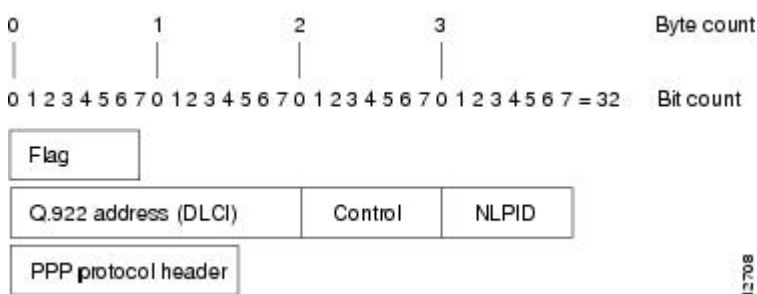 0 1 2 3 Byte count
0 1 2 3 4 5 6 7 0 1 2 3 4 5 6 7 0 1 2 3 4 5 6 7 0 1 2 3 4 5 6 7 = 32 Bit count
Flag
Q.922 address (DLCI) Control NLPID
PPP protocol header
12708